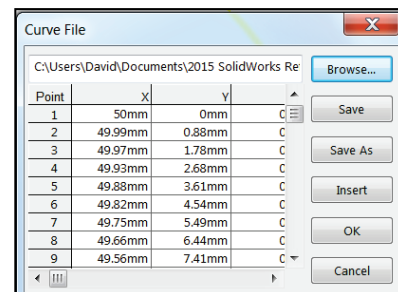 Curve File
X
C:\Users\David\Documents\2015 SolidWorks Re
Browse...
Point X Y
1 50mm 0mm
2 49.99mm 0.88mm
3 49.97mm 1.78mm
4 49.93mm 2.68mm
5 49.88mm 3.61mm
6 49.82mm 4.54mm
7 49.75mm 5.49mm
8 49.66mm 6.44mm
9 49.56mm 7.41mm
Save
Save As
Insert
OK
Cancel